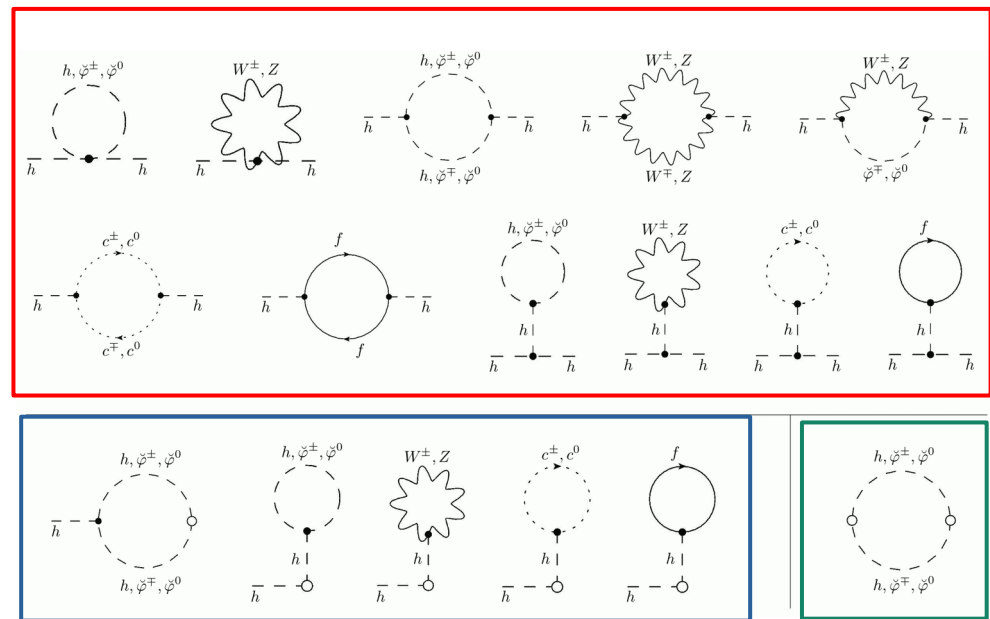 h, φ̆±, φ̆⁰
h h
W±, Z
h h
h, φ̆±, φ̆⁰
h h
h, φ̆∓, φ̆⁰
W±, Z
h h
W∓, Z
W±, Z
h h
φ̆∓, φ̆⁰
c±, c⁰
h h
c∓, c⁰
f
h h
f
h, φ̆±, φ̆⁰
h
h h
W±, Z
h
h h
c±, c⁰
h
h h
f
h
h h
h, φ̆±, φ̆⁰
h
h, φ̆∓, φ̆⁰
h, φ̆±, φ̆⁰
h
h
W±, Z
h
h
c±, c⁰
h
h
f
h
h
h, φ̆±, φ̆⁰
h, φ̆∓, φ̆⁰